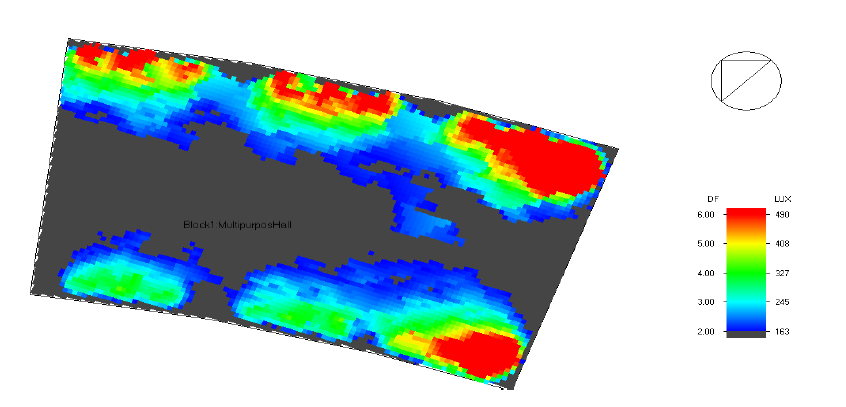 Block1:MultipurposHall
DF LUX
6.00 490
5.00 408
4.00 327
3.00 245
2.00 163